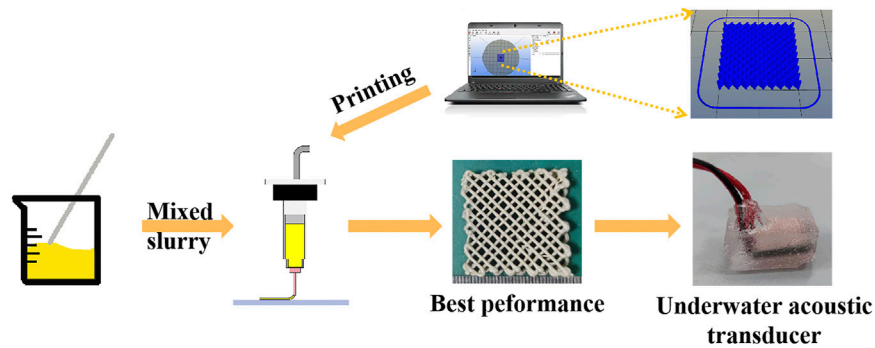 Printing
Mixed
slurry
Best peformance
Underwater acoustic
transducer